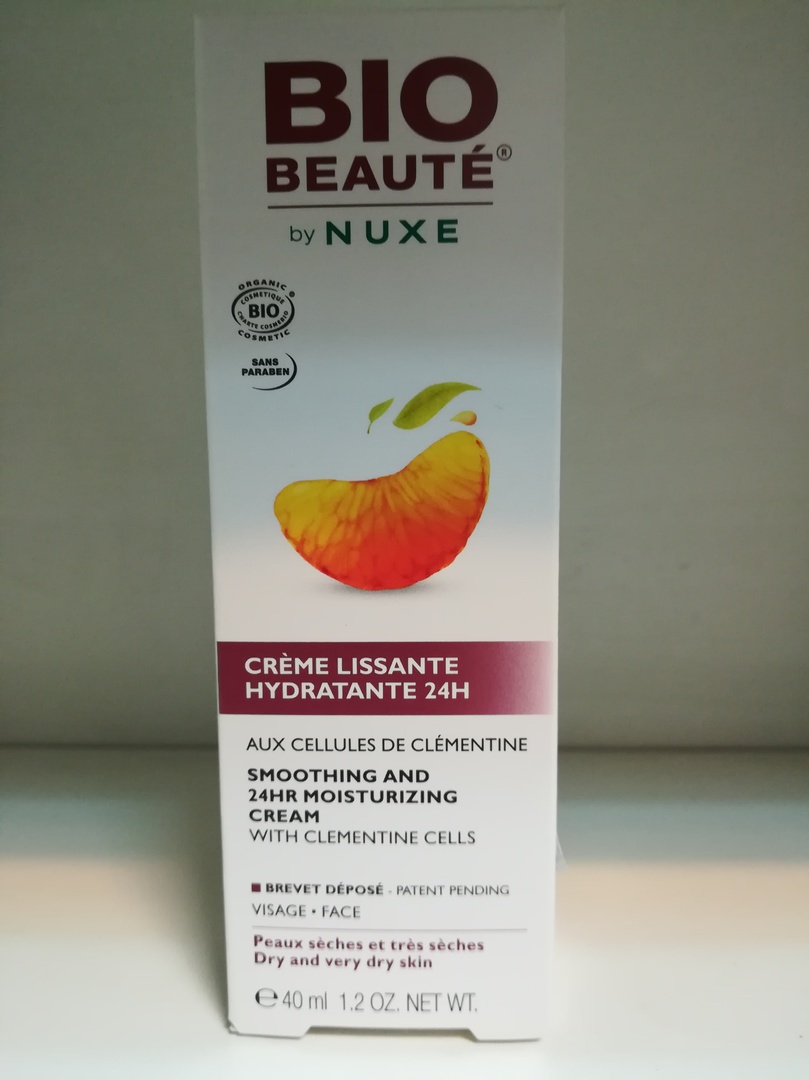 BIO
BEAUTÉ®
by NUXE
ORGANIC
COSMETIQUE
BIO
CHARTE COSMEBIO
COSMETIC
SANS
PARABEN
CRÈME LISSANTE
HYDRATANTE 24H
AUX CELLULES DE CLÉMENTINE
SMOOTHING AND
24HR MOISTURIZING
CREAM
WITH CLEMENTINE CELLS
BREVET DÉPOSÉ - PATENT PENDING
VISAGE • FACE
Peaux sèches et très sèches
Dry and very dry skin
℮ 40 ml 1.2 OZ. NET WT.